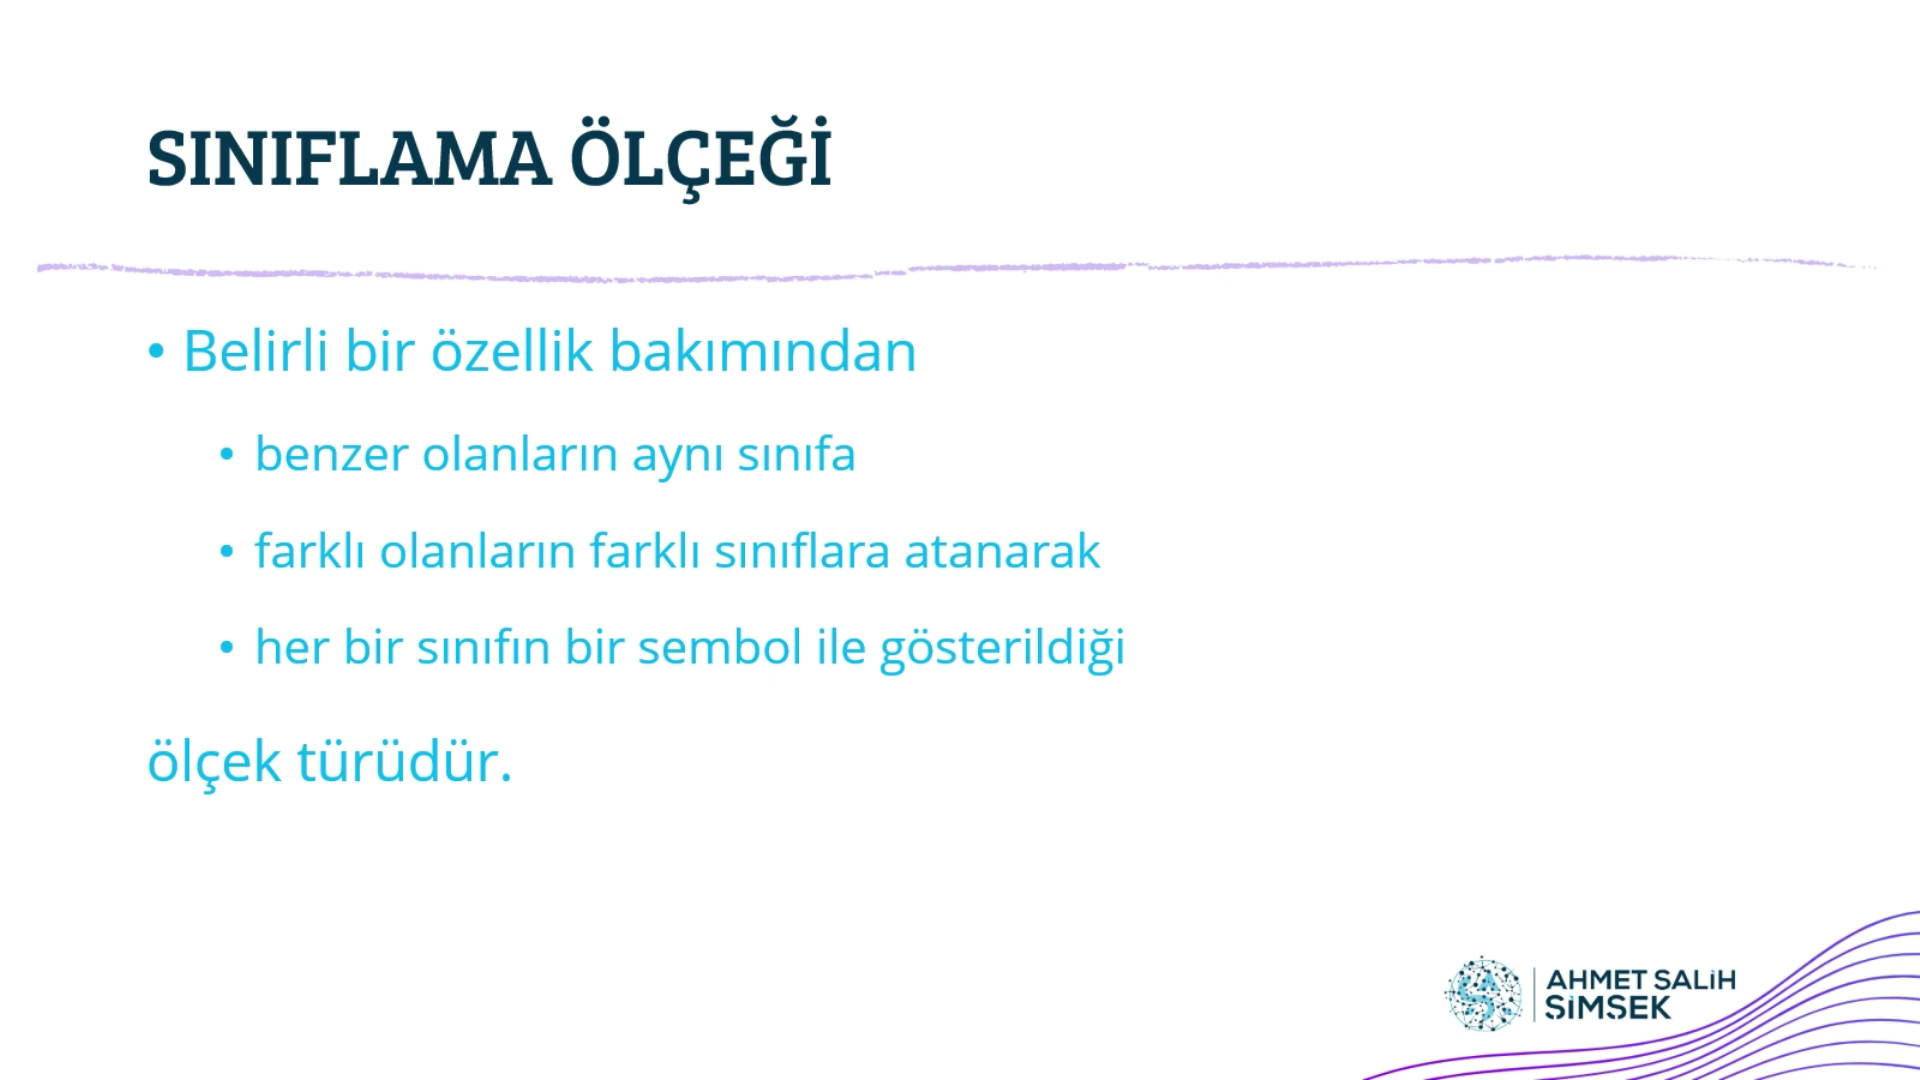 SINIFLAMA ÖLÇEĞİ
• Belirli bir özellik bakımından
• benzer olanların aynı sınıfa
• farklı olanların farklı sınıflara atanarak
• her bir sınıfın bir sembol ile gösterildiği
ölçek türüdür.
AHMET SALiH
SiMSEK